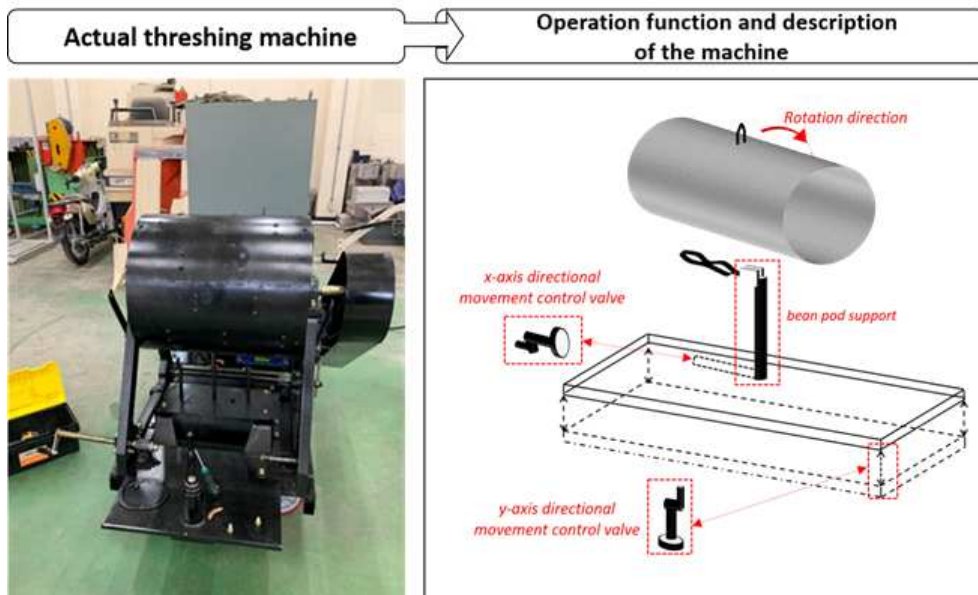 Actual threshing machine
Operation function and description
of the machine
Rotation direction
x-axis directional
movement control valve
bean pod support
y-axis directional
movement control valve